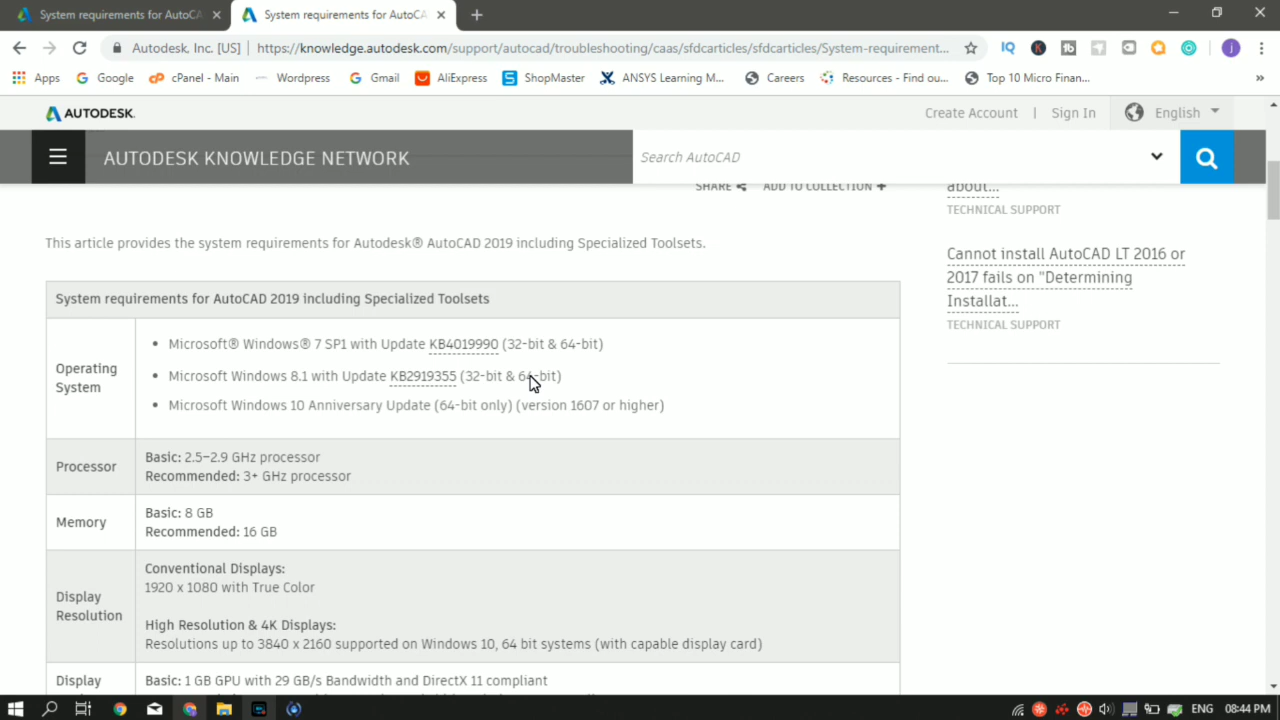 System requirements for AutoCA
System requirements for AutoCA
Autodesk, Inc. [US]
https://knowledge.autodesk.com/support/autocad/troubleshooting/caas/sfdcarticles/sfdcarticles/System-requirement...
Apps
Google
cPanel - Main
Wordpress
Gmail
AliExpress
ShopMaster
ANSYS Learning M...
Careers
Resources - Find ou...
Top 10 Micro Finan...
»
AUTODESK.
Create Account | Sign In
English
AUTODESK KNOWLEDGE NETWORK
Search AutoCAD
SHARE
ADD TO COLLECTION
about...
TECHNICAL SUPPORT
Cannot install AutoCAD LT 2016 or
2017 fails on "Determining
Installat...
TECHNICAL SUPPORT
This article provides the system requirements for Autodesk® AutoCAD 2019 including Specialized Toolsets.
System requirements for AutoCAD 2019 including Specialized Toolsets
Operating
System
• Microsoft® Windows® 7 SP1 with Update KB4019990 (32-bit & 64-bit)
• Microsoft Windows 8.1 with Update KB2919355 (32-bit & 64-bit)
• Microsoft Windows 10 Anniversary Update (64-bit only) (version 1607 or higher)
Processor
Basic: 2.5–2.9 GHz processor
Recommended: 3+ GHz processor
Memory
Basic: 8 GB
Recommended: 16 GB
Display
Resolution
Conventional Displays:
1920 x 1080 with True Color
High Resolution & 4K Displays:
Resolutions up to 3840 x 2160 supported on Windows 10, 64 bit systems (with capable display card)
Display
Basic: 1 GB GPU with 29 GB/s Bandwidth and DirectX 11 compliant
ENG
08:44 PM